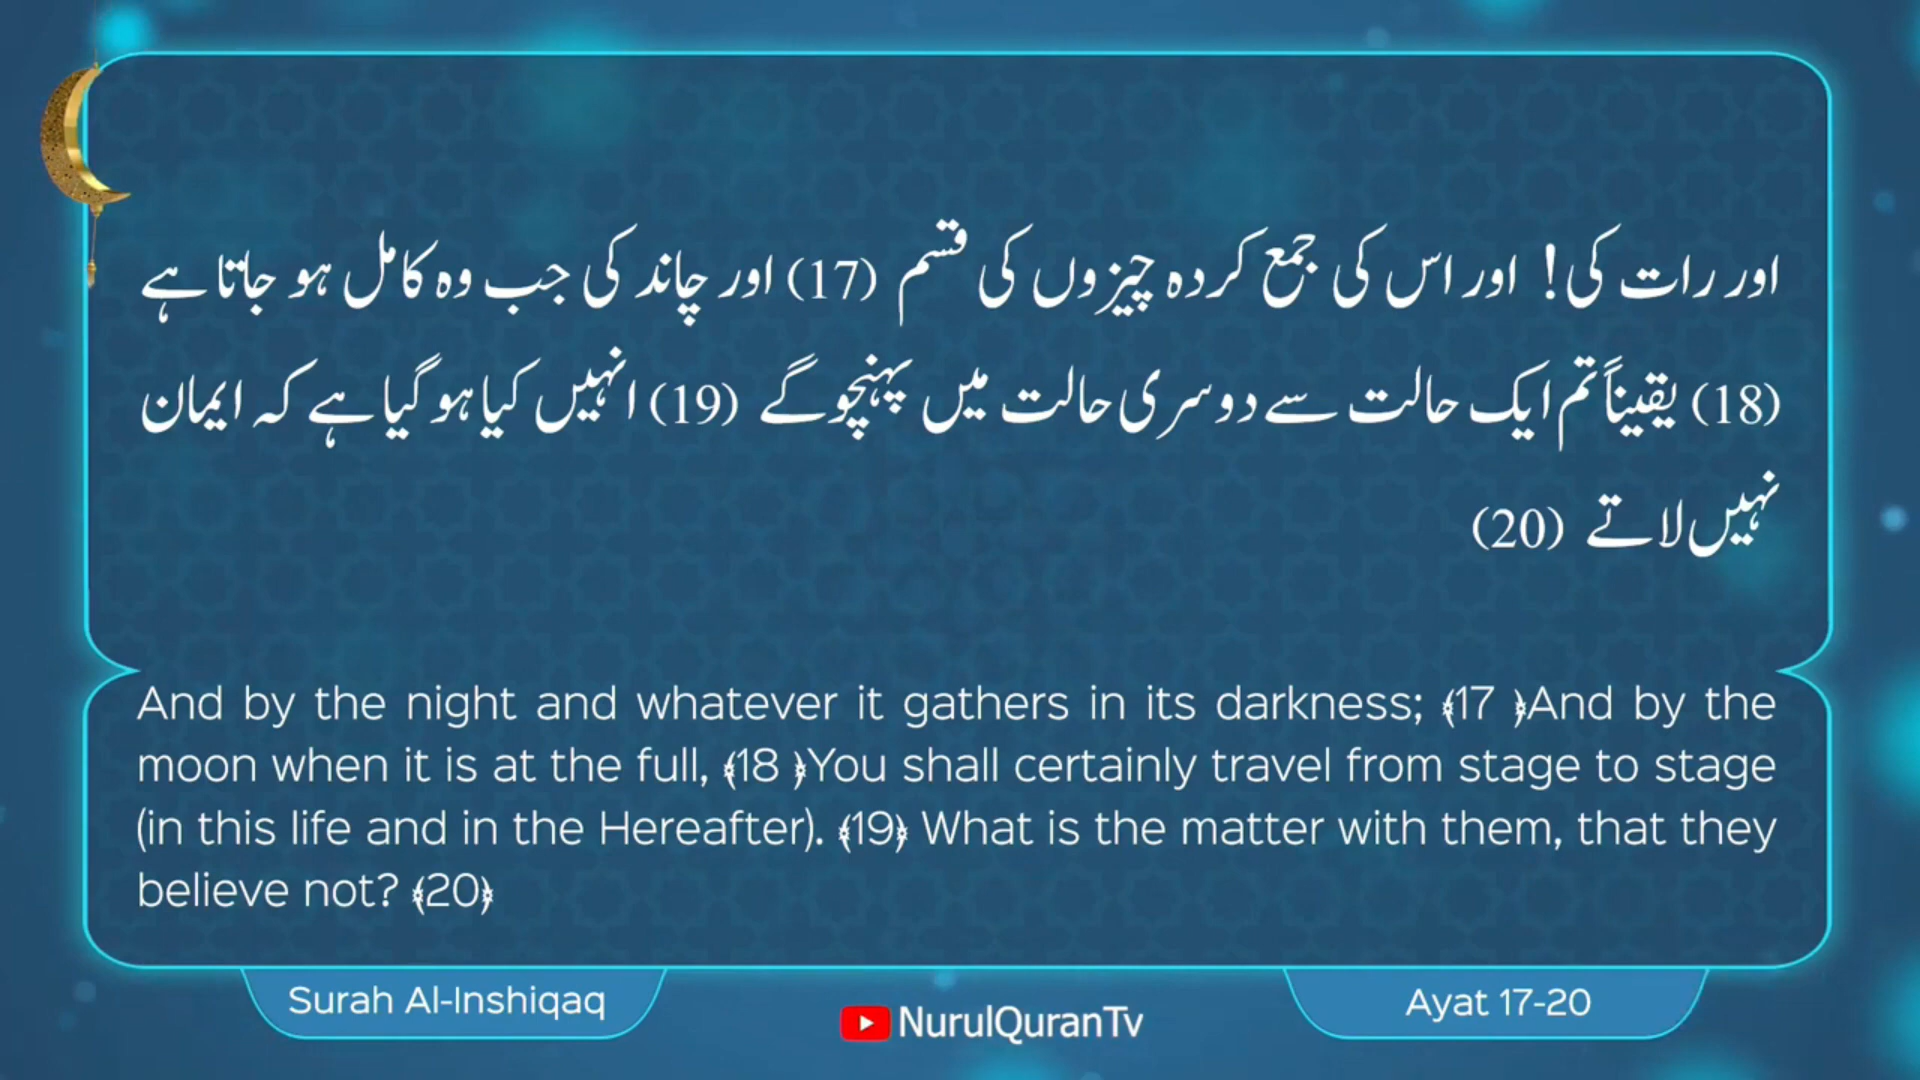 اور رات کی! اور اس کی جمع کردہ چیزوں کی قسم (17) اور چاند کی جب وہ کامل ہو جاتا ہے
(18) یقیناً تم ایک حالت سے دوسری حالت میں پہنچو گے (19) انہیں کیا ہو گیا ہے کہ ایمان
نہیں لاتے (20)
And by the night and whatever it gathers in its darkness; ﴾17 ﴿And by the
moon when it is at the full, ﴾18 ﴿You shall certainly travel from stage to stage
(in this life and in the Hereafter). ﴾19﴿ What is the matter with them, that they
believe not? ﴾20﴿
Surah Al-Inshiqaq
NurulQuranTv
Ayat 17-20